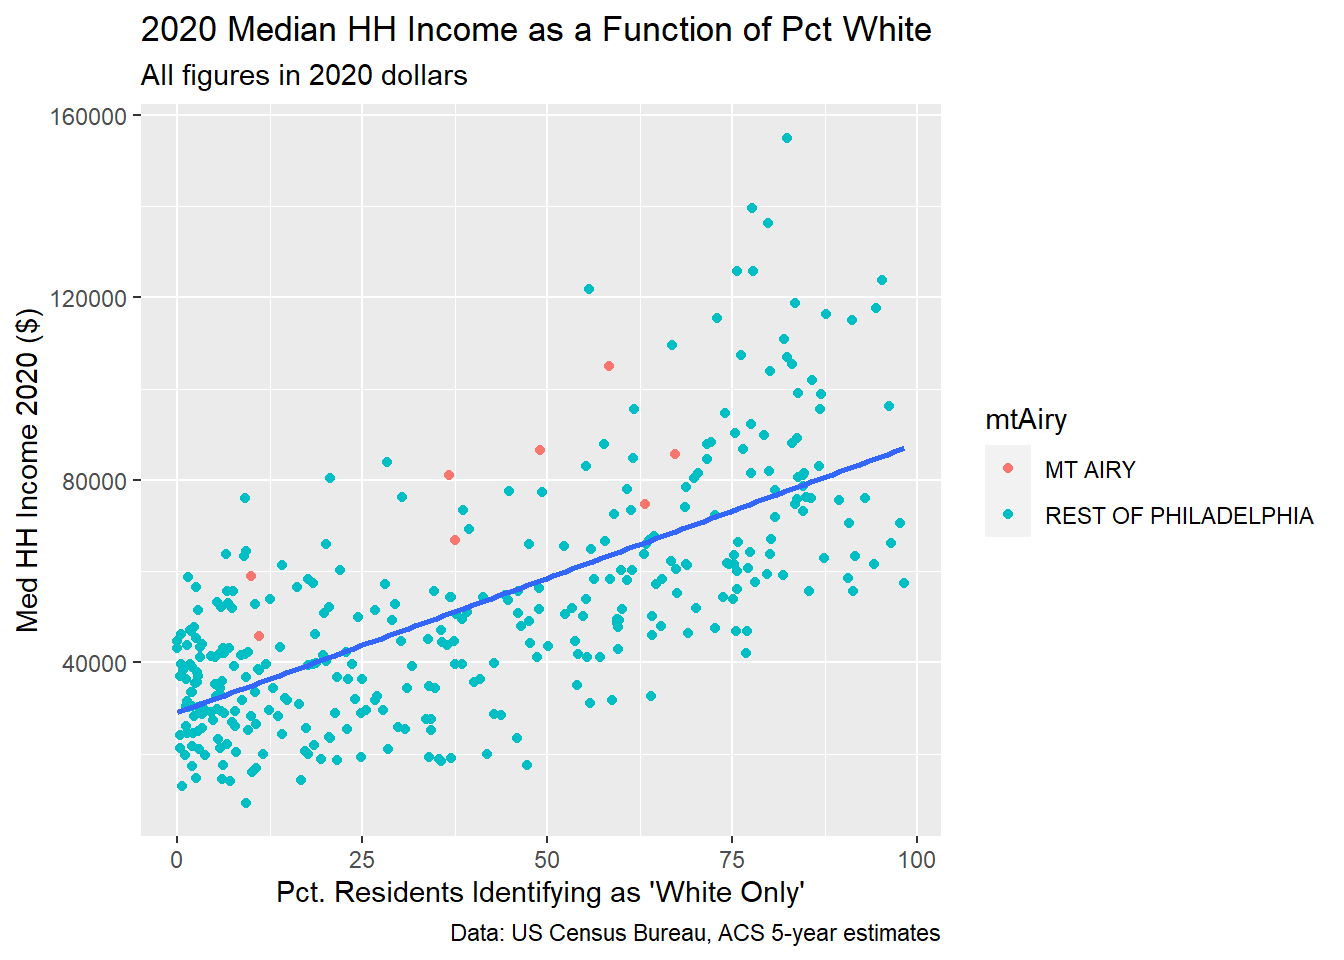 2020 Median HH Income as a Function of Pct White
All figures in 2020 dollars
160000
120000
80000
40000
Med HH Income 2020 ($)
0 25 50 75 100
Pct. Residents Identifying as 'White Only'
Data: US Census Bureau, ACS 5-year estimates
mtAiry
MT AIRY
REST OF PHILADELPHIA